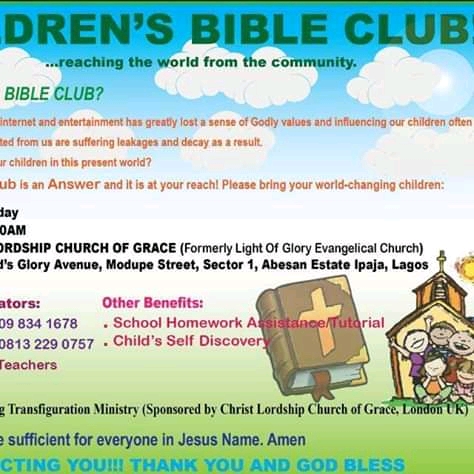 LDREN'S BIBLE CLUB
...reaching the world from the community.
BIBLE CLUB?
internet and entertainment has greatly lost a sense of Godly values and influencing our children often
ted from us are suffering leakages and decay as a result.
ur children in this present world?
ub is an Answer and it is at your reach! Please bring your world-changing children:
day
0AM
ORDSHIP CHURCH OF GRACE (Formerly Light Of Glory Evangelical Church)
d's Glory Avenue, Modupe Street, Sector 1, Abesan Estate Ipaja, Lagos
ators:
09 834 1678
0813 229 0757
Teachers
Other Benefits:
. School Homework Assistance/Tutorial
. Child's Self Discovery
g Transfiguration Ministry (Sponsored by Christ Lordship Church of Grace, London UK)
e sufficient for everyone in Jesus Name. Amen
CTING YOU!!! THANK YOU AND GOD BLESS